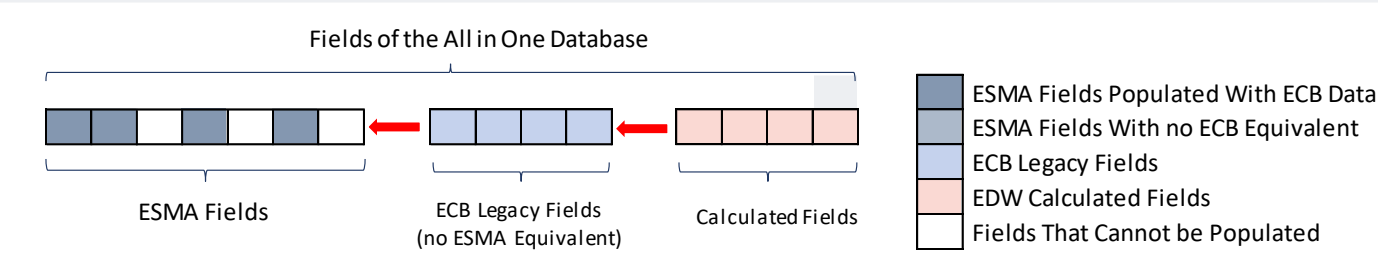 Fields of the All in One Database
ESMA Fields Populated With ECB Data
ESMA Fields With no ECB Equivalent
ECB Legacy Fields
EDW Calculated Fields
Fields That Cannot be Populated
ESMA Fields
ECB Legacy Fields
(no ESMA Equivalent)
Calculated Fields